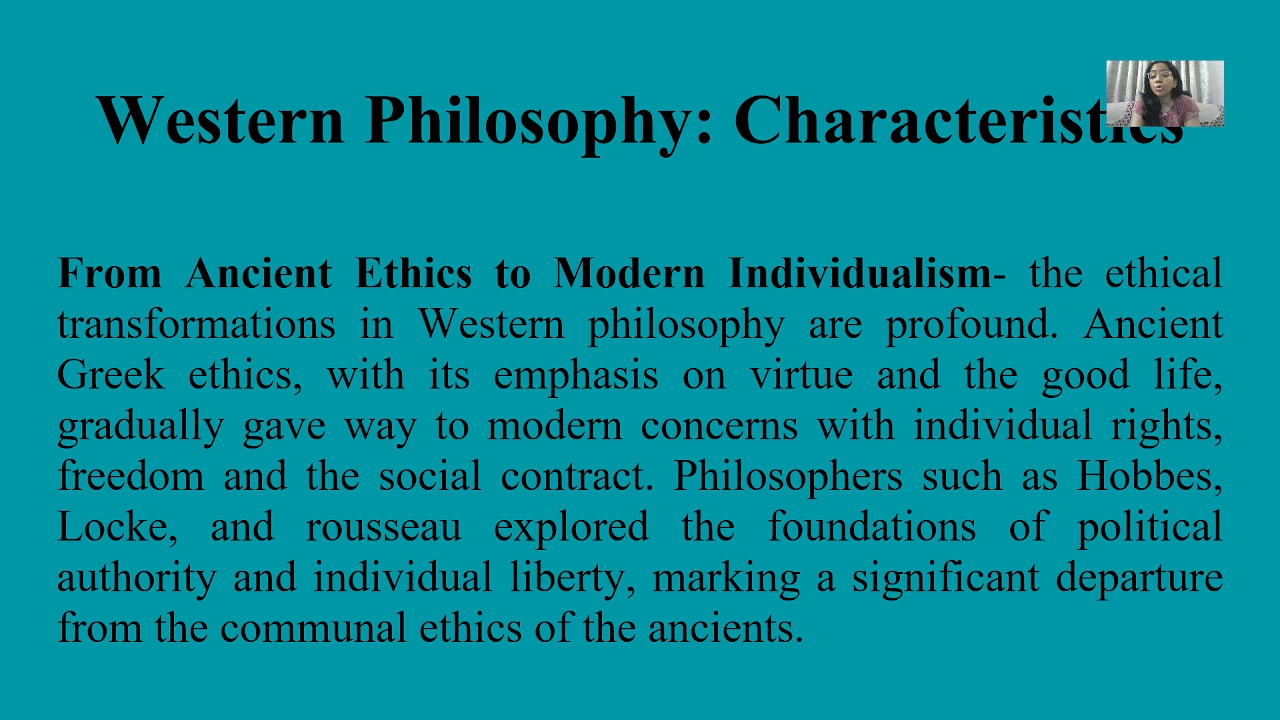 Western Philosophy: Characteristics
From Ancient Ethics to Modern Individualism- the ethical
transformations in Western philosophy are profound. Ancient
Greek ethics, with its emphasis on virtue and the good life,
gradually gave way to modern concerns with individual rights,
freedom and the social contract. Philosophers such as Hobbes,
Locke, and rousseau explored the foundations of political
authority and individual liberty, marking a significant departure
from the communal ethics of the ancients.